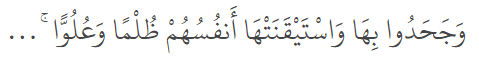 وَجَحَدُوا بِهَا وَاسْتَيْقَنَتْهَا أَنفُسُهُمْ ظُلْمًا وَعُلُوًّا ۚ ...